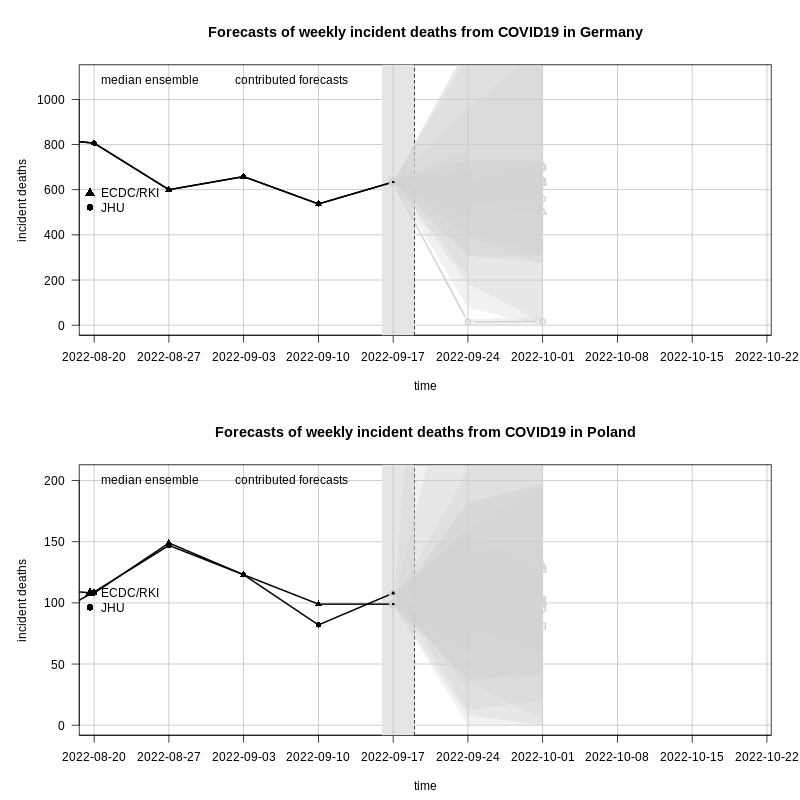 Forecasts of weekly incident deaths from COVID19 in Germany
median ensemble contributed forecasts
1000
800
600
400
200
0
incident deaths
ECDC/RKI
JHU
2022-08-20 2022-08-27 2022-09-03 2022-09-10 2022-09-17 2022-09-24 2022-10-01 2022-10-08 2022-10-15 2022-10-22
time
Forecasts of weekly incident deaths from COVID19 in Poland
median ensemble contributed forecasts
200
150
100
50
0
incident deaths
ECDC/RKI
JHU
2022-08-20 2022-08-27 2022-09-03 2022-09-10 2022-09-17 2022-09-24 2022-10-01 2022-10-08 2022-10-15 2022-10-22
time